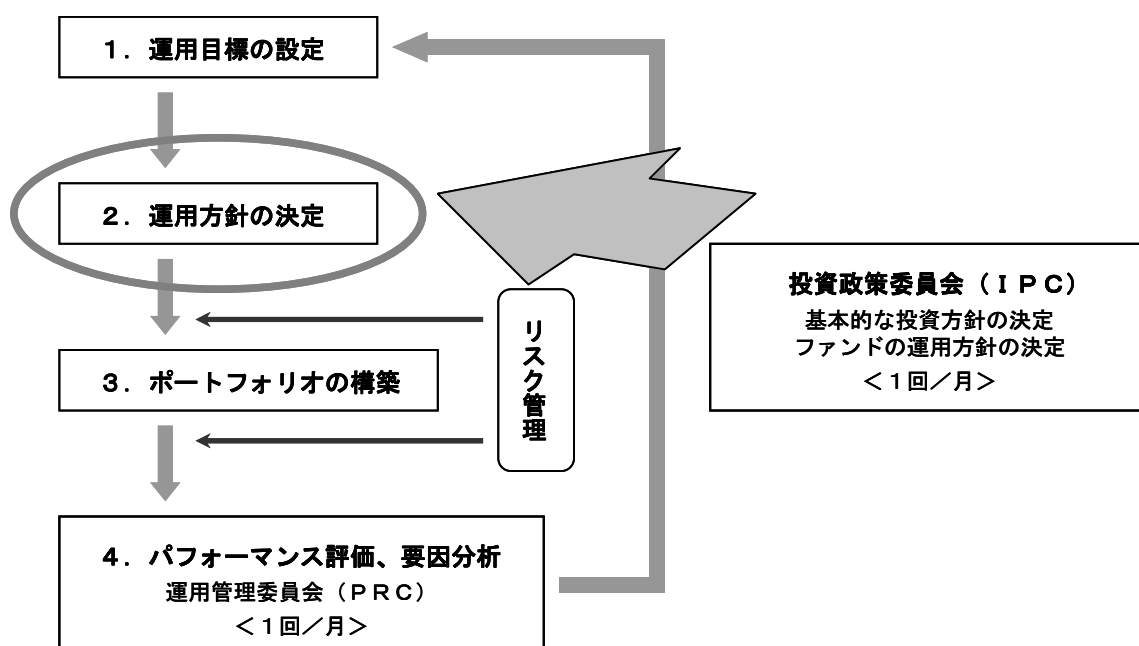 １．運用目標の設定
２．運用方針の決定
リスク管理
３．ポートフォリオの構築
４．パフォーマンス評価、要因分析
運用管理委員会（ＰＲＣ）
＜１回／月＞
投資政策委員会（ＩＰＣ）
基本的な投資方針の決定
ファンドの運用方針の決定
＜１回／月＞